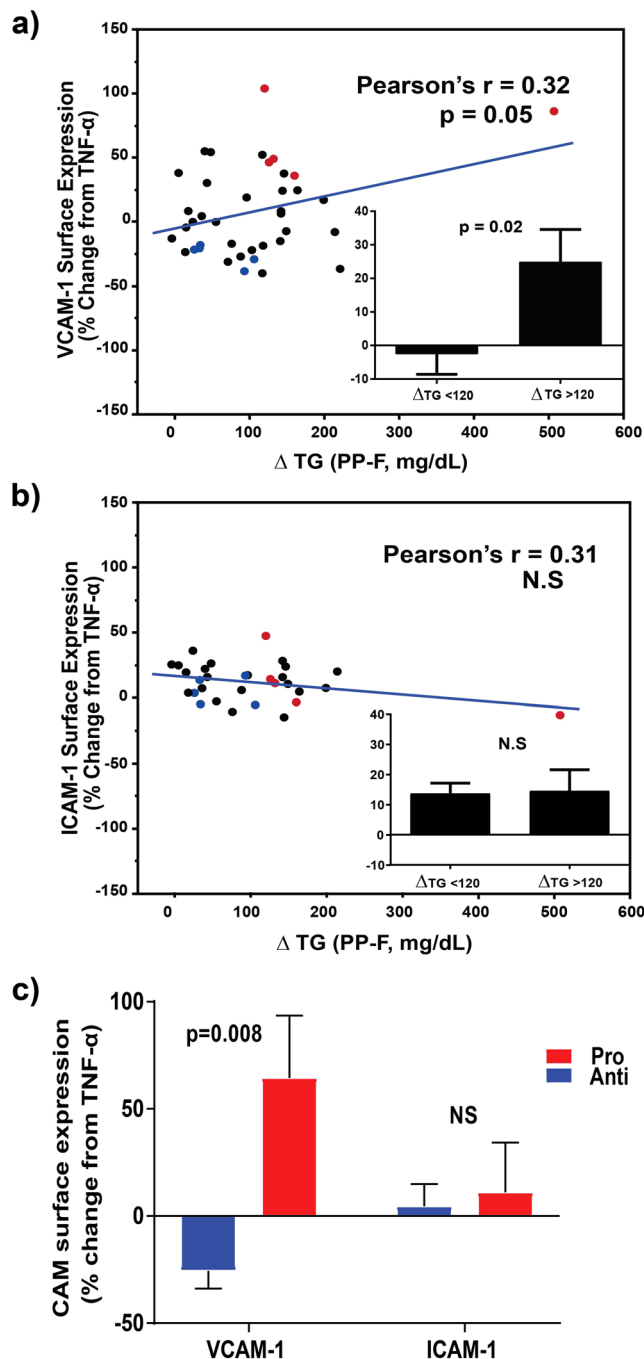 a)
150
100
50
0
-50
-100
-150
VCAM-1 Surface Expression
(% Change from TNF-α)
Pearson's r = 0.32
p = 0.05
40
30
20
10
0
-10
p = 0.02
ΔTG <120
ΔTG >120
0 100 200 300 400 500 600
Δ TG (PP-F, mg/dL)
b)
150
100
50
0
-50
-100
-150
ICAM-1 Surface Expression
(% Change from TNF-α)
Pearson's r = 0.31
N.S
40
30
20
10
0
-10
N.S
ΔTG <120
ΔTG >120
0 100 200 300 400 500 600
Δ TG (PP-F, mg/dL)
c)
100
50
0
-50
CAM surface expression
(% change from TNF-α)
p=0.008
NS
Pro
Anti
VCAM-1
ICAM-1